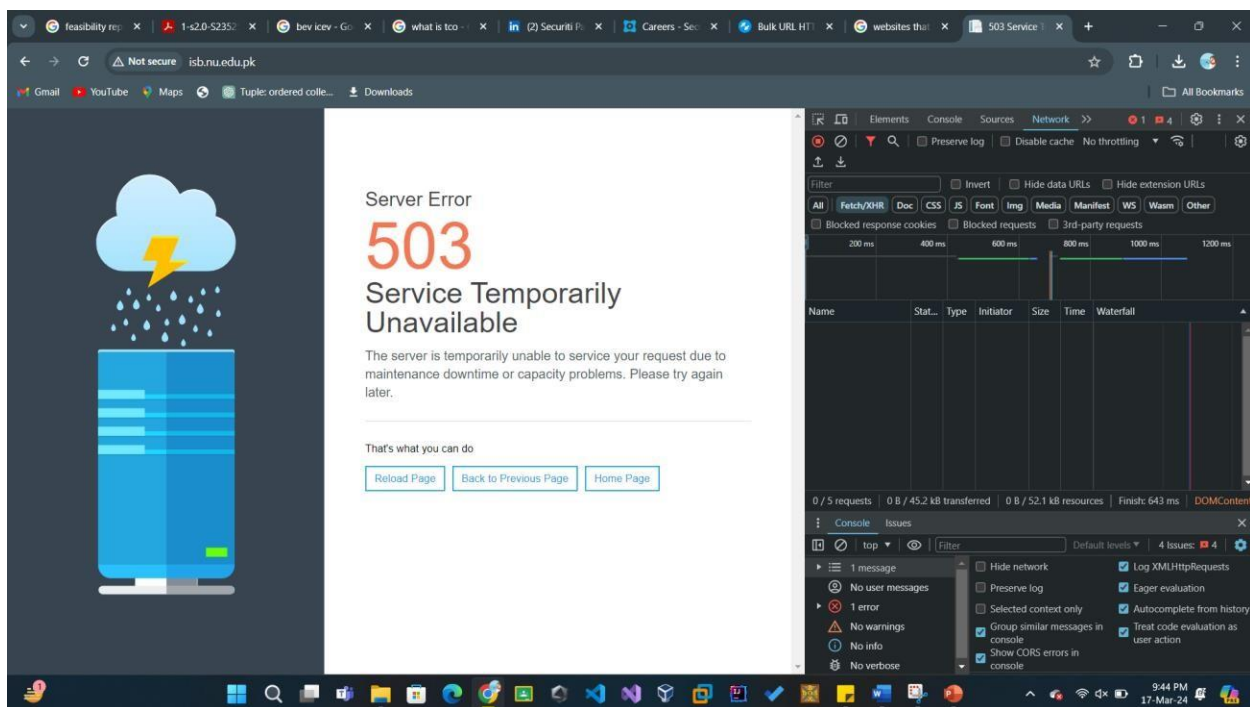 feasibility rep
1-s2.0-S2352
bev icev - Go
what is tco -
(2) Securiti Pa
Careers - Sec
Bulk URL HTT
websites that
503 Service T
Not secure isb.nu.edu.pk
Gmail YouTube Maps Tuple: ordered colle... Downloads All Bookmarks
Server Error
503
Service Temporarily
Unavailable
The server is temporarily unable to service your request due to
maintenance downtime or capacity problems. Please try again
later.
That's what you can do
Reload Page Back to Previous Page Home Page
Elements Console Sources Network 1 4
Preserve log Disable cache No throttling
Filter Invert Hide data URLs Hide extension URLs
All Fetch/XHR Doc CSS JS Font Img Media Manifest WS Wasm Other
Blocked response cookies Blocked requests 3rd-party requests
200 ms 400 ms 600 ms 800 ms 1000 ms 1200 ms
Name Stat... Type Initiator Size Time Waterfall
0 / 5 requests 0 B / 45.2 kB transferred 0 B / 52.1 kB resources Finish: 643 ms DOMConten
Console Issues
top Filter Default levels 4 Issues: 4
1 message Hide network Log XMLHttpRequests
No user messages Preserve log Eager evaluation
1 error Selected context only Autocomplete from history
No warnings Group similar messages in console Treat code evaluation as user action
No info Show CORS errors in console
No verbose
9:44 PM
17-Mar-24